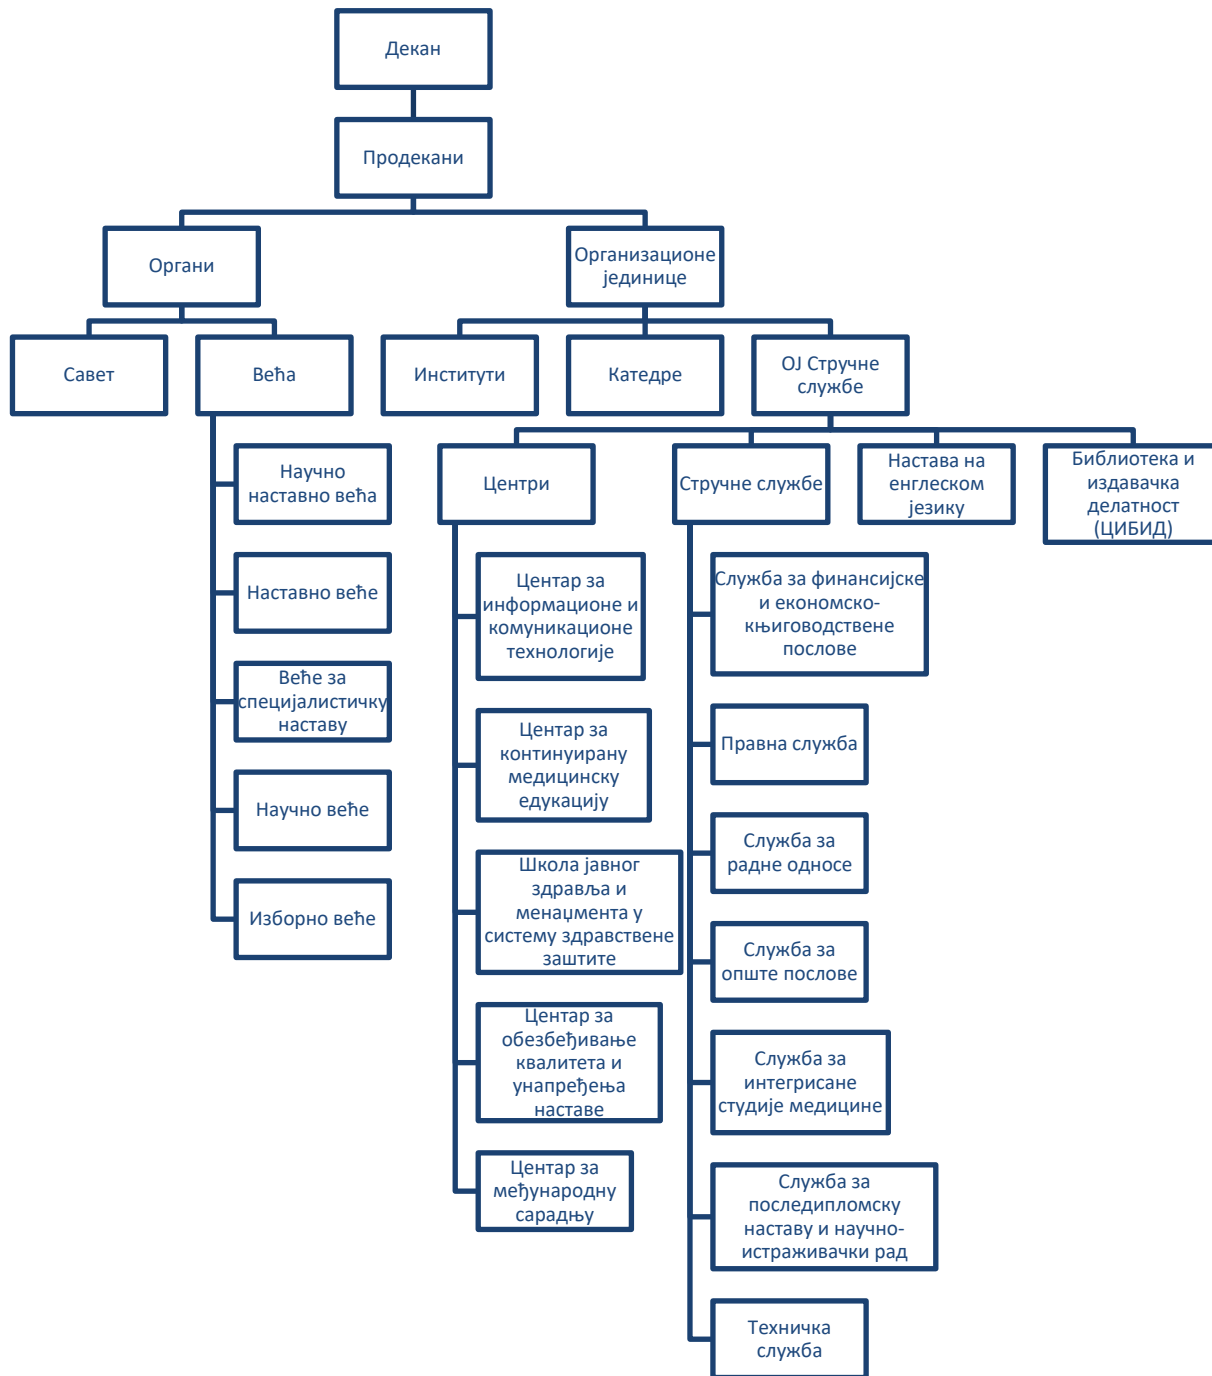 Декан
Продекани
Органи
Организационе
јединице
Савет
Већа
Институти
Катедре
ОЈ Стручне
службе
Научно
наставно већа
Наставно веће
Веће за
специјалистичку
наставу
Научно веће
Изборно веће
Центри
Стручне службе
Настава на
енглеском
језику
Библиотека и
издавачка
делатност
(ЦИБИД)
Центар за
информационе и
комуникационе
технологије
Центар за
континуирану
медицинску
едукацију
Школа јавног
здравља и
менаџмента у
систему здравствене
заштите
Центар за
обезбеђивање
квалитета и
унапређења
наставе
Центар за
међународну
сарадњу
Служба за финансијске
и економско-
књиговодствене
послове
Правна служба
Служба за
радне односе
Служба за
опште послове
Служба за
интегрисане
студије медицине
Служба за
последипломску
наставу и научно-
истраживачки рад
Техничка
служба